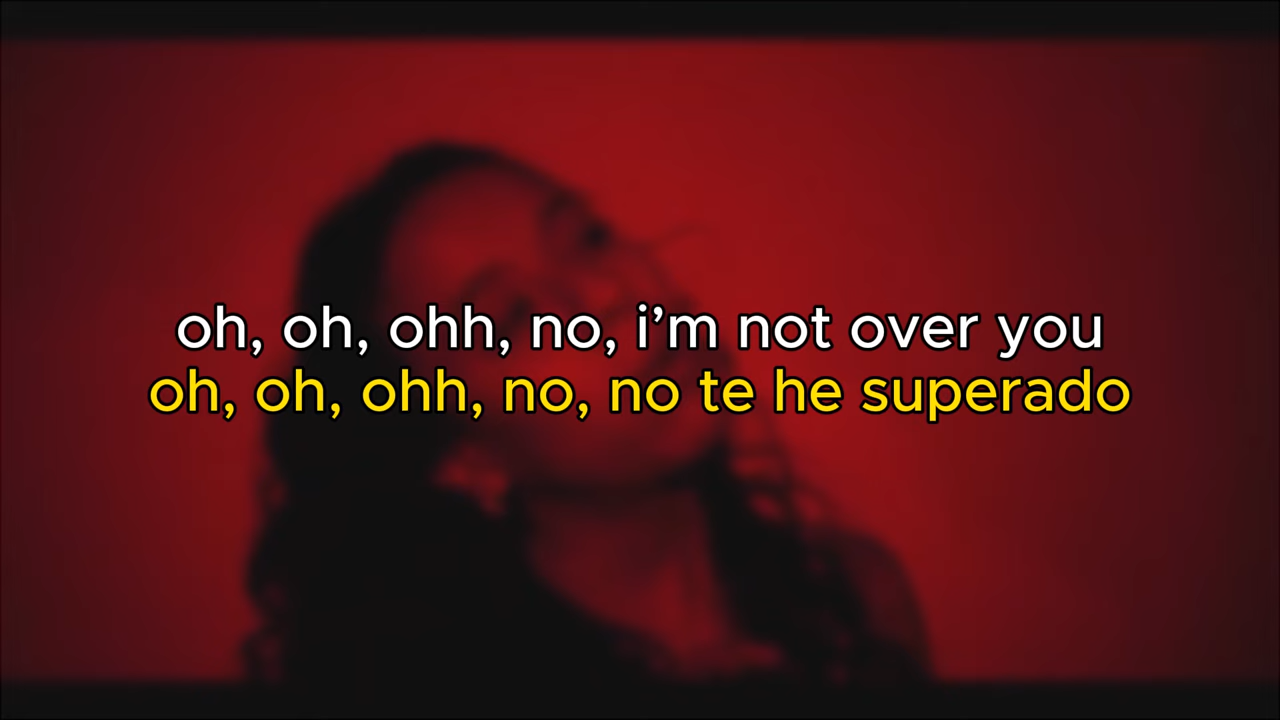 oh, oh, ohh, no, i’m not over you
oh, oh, ohh, no, no te he superado